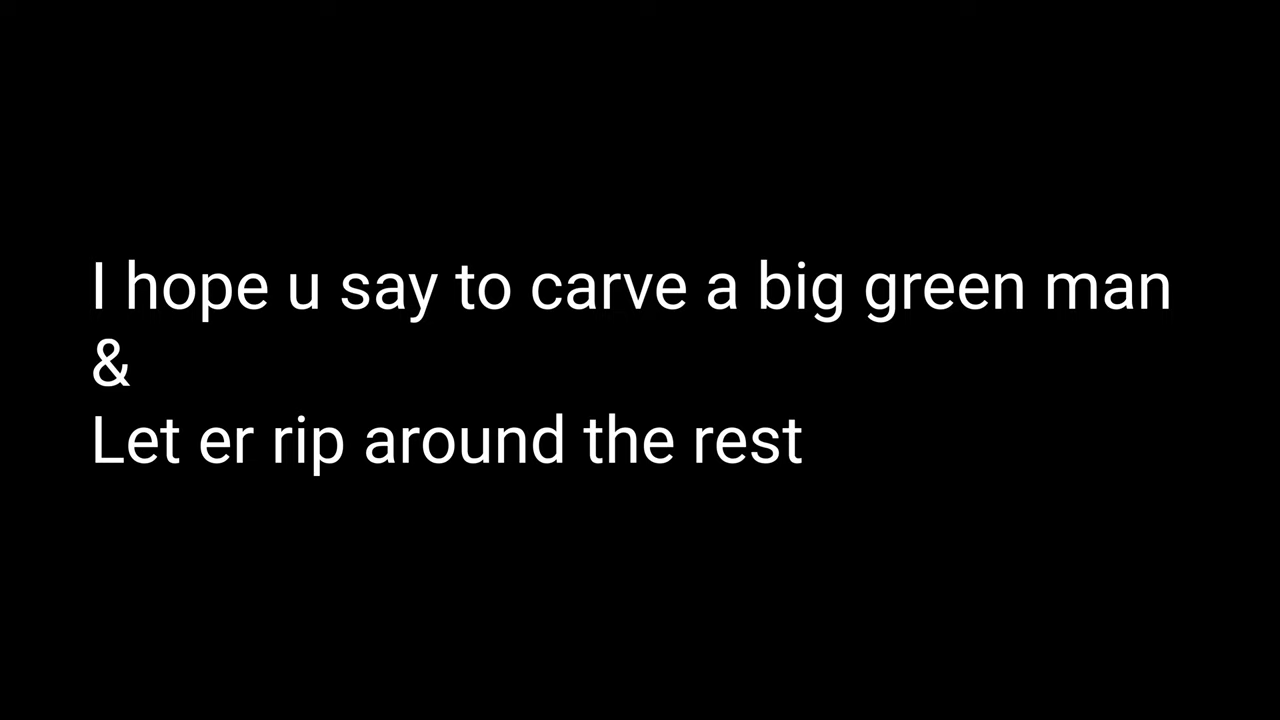 I hope u say to carve a big green man
&
Let er rip around the rest